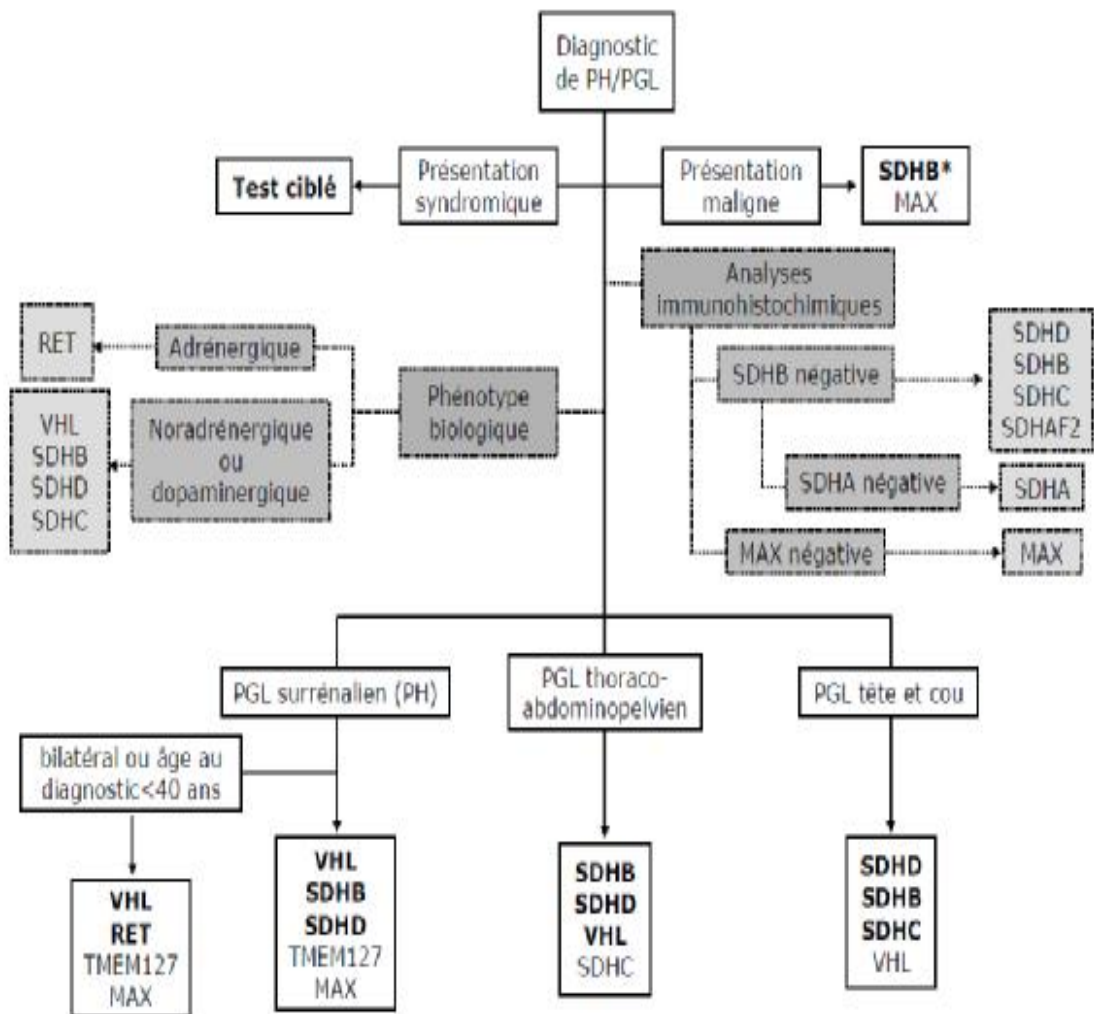 Diagnostic
de PH/PGL
Test ciblé
Présentation
syndromique
Présentation
maligne
SDHB*
MAX
Analyses
immunohistochimiques
RET
Adrénergique
SDHB négative
SDHD
SDHB
SDHC
SDHAF2
Phénotype
biologique
VHL
SDHB
SDHD
SDHC
Noradrénergique
ou
dopaminergique
SDHA négative
SDHA
MAX négative
MAX
PGL surrénalien (PH)
PGL thoraco-
abdominopelvien
PGL tête et cou
bilatéral ou âge au
diagnostic<40 ans
VHL
RET
TMEM127
MAX
VHL
SDHB
SDHD
TMEM127
MAX
SDHB
SDHD
VHL
SDHC
SDHD
SDHB
SDHC
VHL